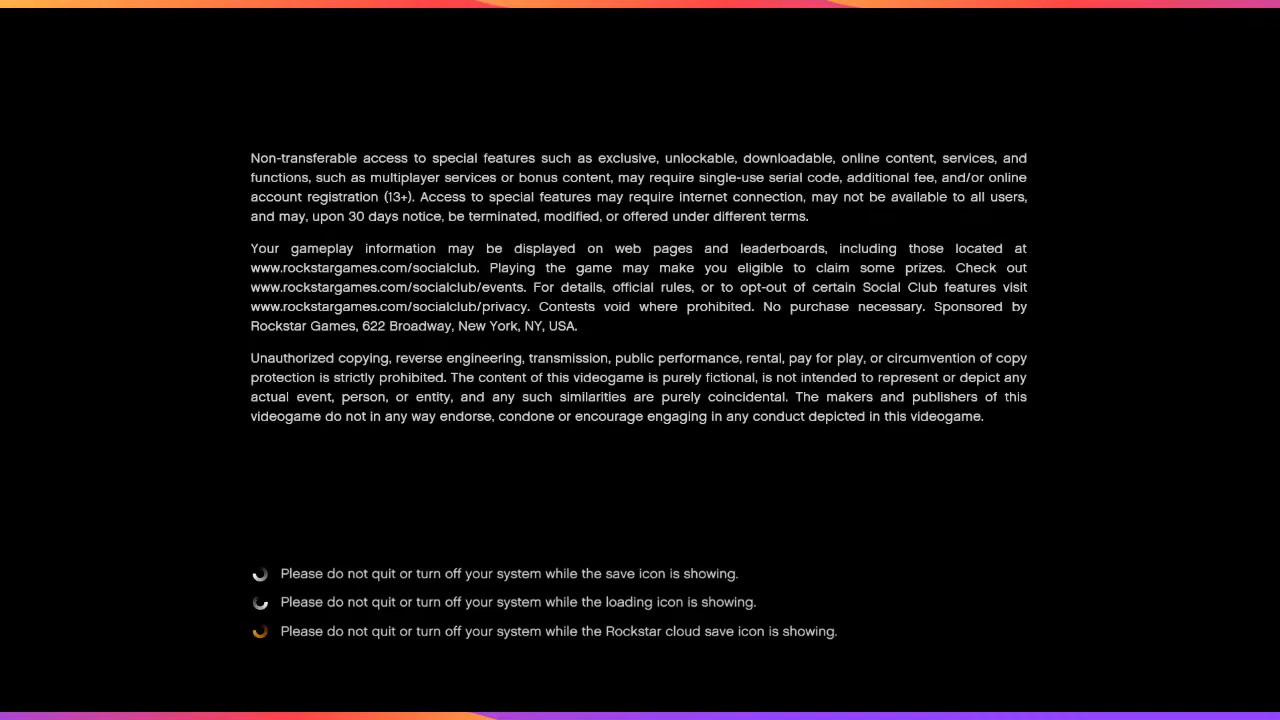 Non-transferable access to special features such as exclusive, unlockable, downloadable, online content, services, and
functions, such as multiplayer services or bonus content, may require single-use serial code, additional fee, and/or online
account registration (13+). Access to special features may require internet connection, may not be available to all users,
and may, upon 30 days notice, be terminated, modified, or offered under different terms.
Your gameplay information may be displayed on web pages and leaderboards, including those located at
www.rockstargames.com/socialclub. Playing the game may make you eligible to claim some prizes. Check out
www.rockstargames.com/socialclub/events. For details, official rules, or to opt-out of certain Social Club features visit
www.rockstargames.com/socialclub/privacy. Contests void where prohibited. No purchase necessary. Sponsored by
Rockstar Games, 622 Broadway, New York, NY, USA.
Unauthorized copying, reverse engineering, transmission, public performance, rental, pay for play, or circumvention of copy
protection is strictly prohibited. The content of this videogame is purely fictional, is not intended to represent or depict any
actual event, person, or entity, and any such similarities are purely coincidental. The makers and publishers of this
videogame do not in any way endorse, condone or encourage engaging in any conduct depicted in this videogame.
Please do not quit or turn off your system while the save icon is showing.
Please do not quit or turn off your system while the loading icon is showing.
Please do not quit or turn off your system while the Rockstar cloud save icon is showing.